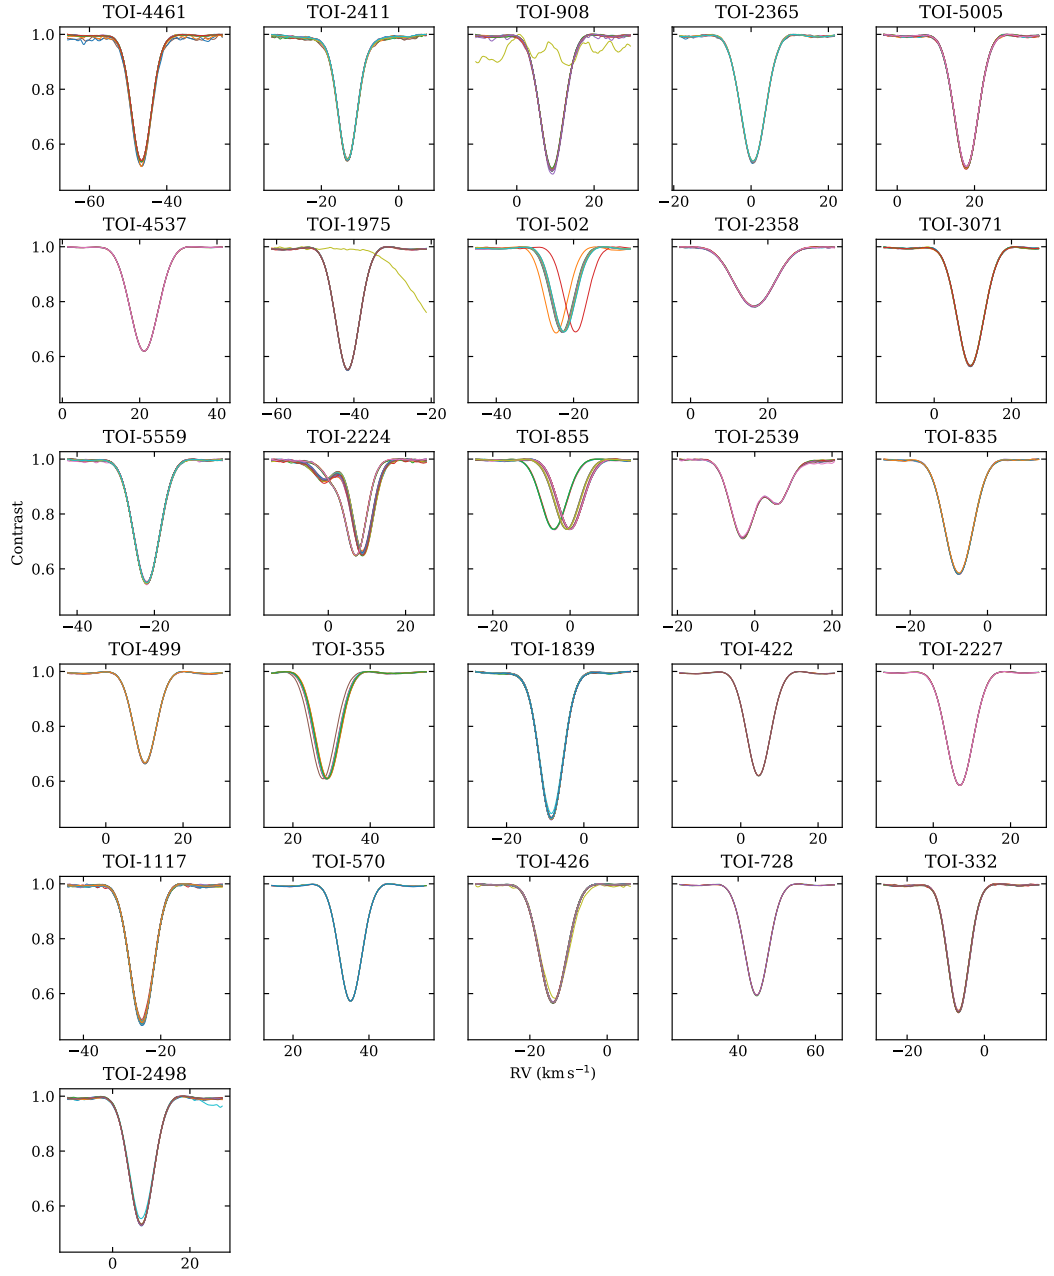 TOI-4461 TOI-2411 TOI-908 TOI-2365 TOI-5005
1.0
0.8
0.6
−60 −40 −20 0 0 20 −20 0 20 0 20
TOI-4537 TOI-1975 TOI-502 TOI-2358 TOI-3071
1.0
0.8
0.6
0 20 40 −60 −40 −20 −40 −20 0 20 0 20
TOI-5559 TOI-2224 TOI-855 TOI-2539 TOI-835
1.0
0.8
0.6
−40 −20 0 20 −20 0 −20 0 20 −20 0
Contrast
TOI-499 TOI-355 TOI-1839 TOI-422 TOI-2227
1.0
0.8
0.6
0 20 20 40 −20 0 0 20 0 20
TOI-1117 TOI-570 TOI-426 TOI-728 TOI-332
1.0
0.8
0.6
−40 −20 20 40 −20 0 40 60 −20 0
RV (km s⁻¹)
TOI-2498
1.0
0.8
0.6
0 20